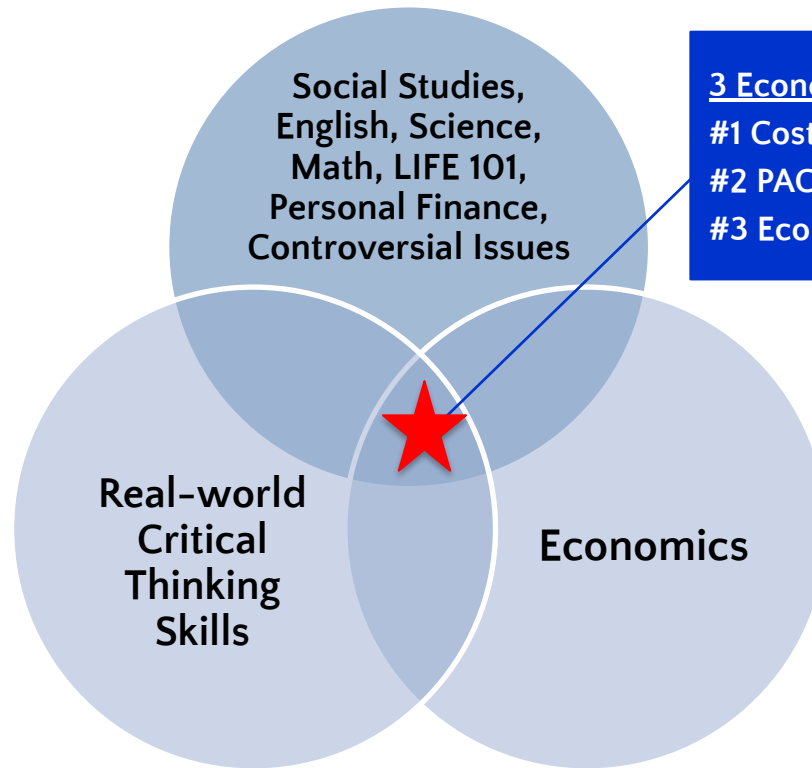 Social Studies,
English, Science,
Math, LIFE 101,
Personal Finance,
Controversial Issues
3 Econo
#1 Cost
#2 PAC
#3 Eco
Real-world
Critical
Thinking
Skills
Economics